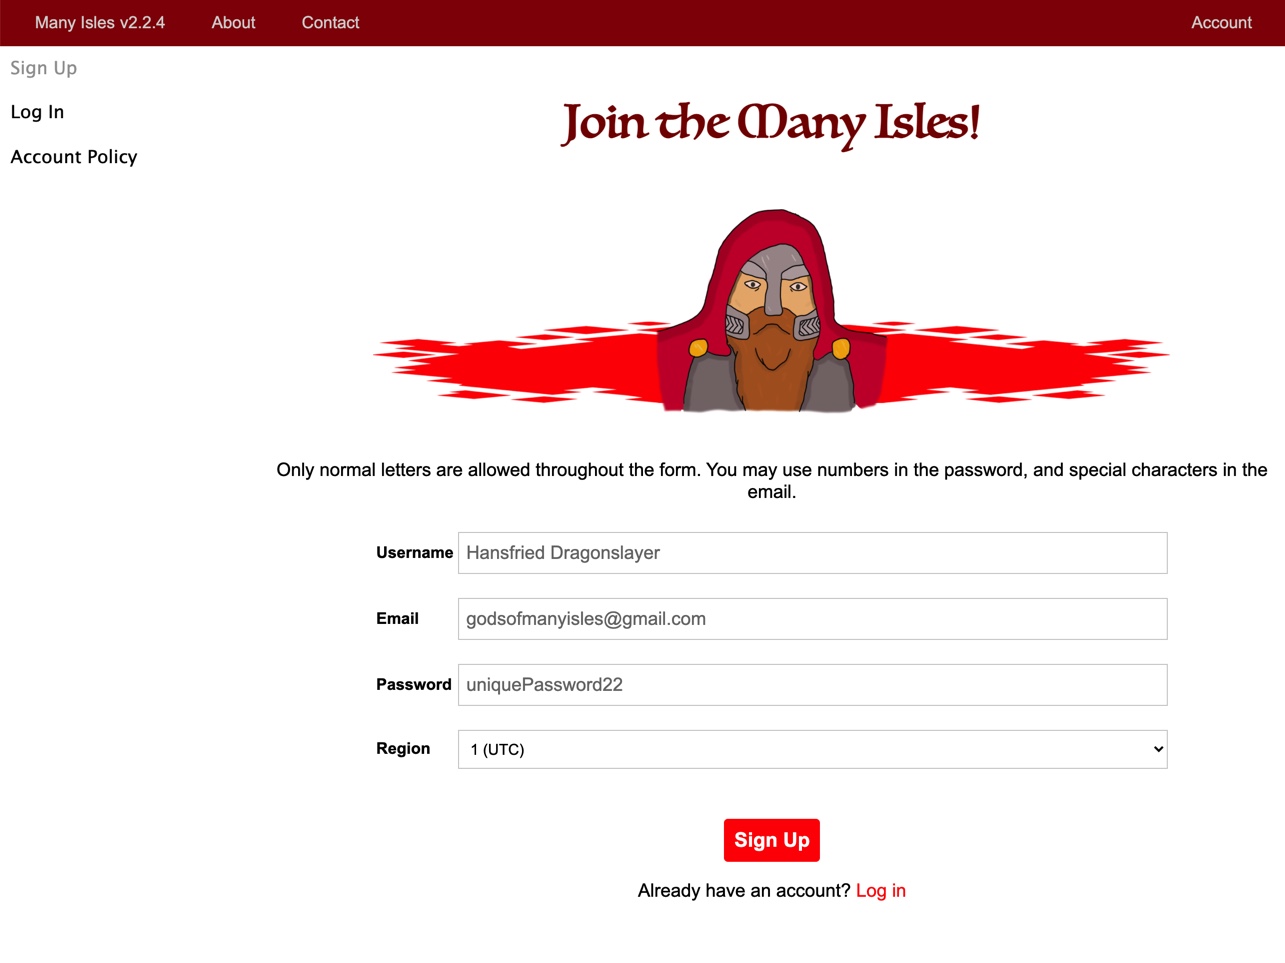 Many Isles v2.2.4 About Contact Account
Sign Up
Log In
Account Policy
Join the Many Isles!
Only normal letters are allowed throughout the form. You may use numbers in the password, and special characters in the
email.
Username Hansfried Dragonslayer
Email godsofmanyisles@gmail.com
Password uniquePassword22
Region 1 (UTC)
Sign Up
Already have an account? Log in